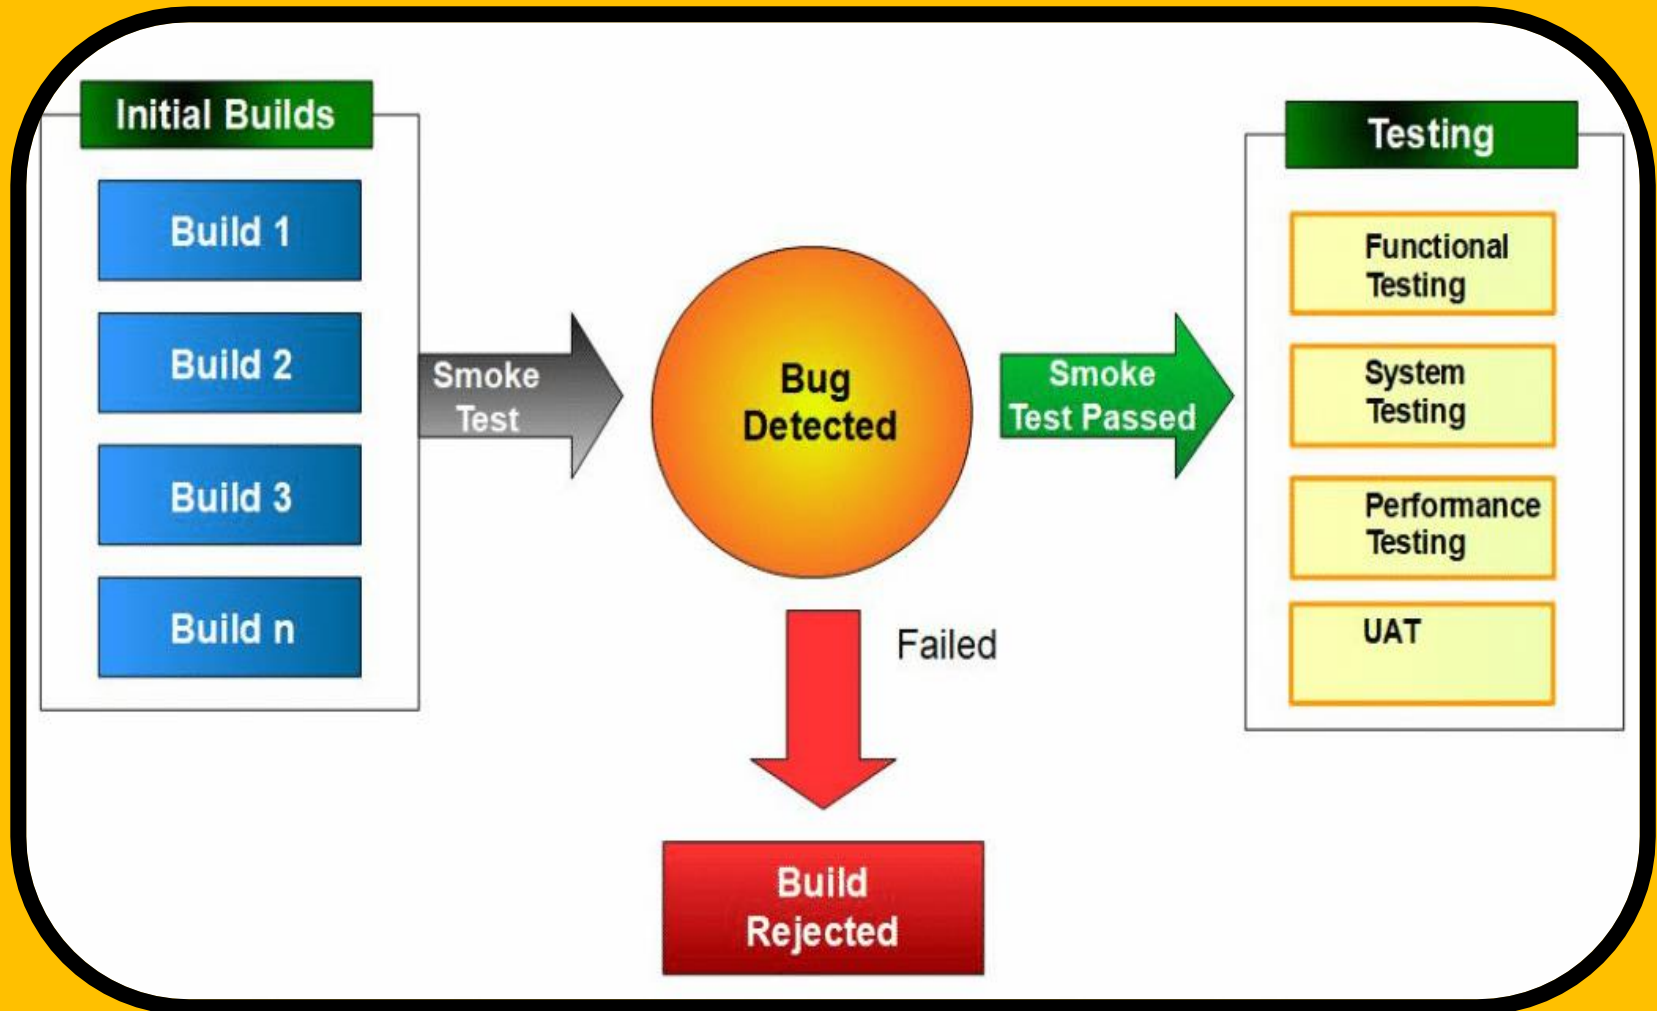 Initial Builds
Build 1
Build 2
Build 3
Build n
Smoke
Test
Bug
Detected
Smoke
Test Passed
Failed
Build
Rejected
Testing
Functional
Testing
System
Testing
Performance
Testing
UAT